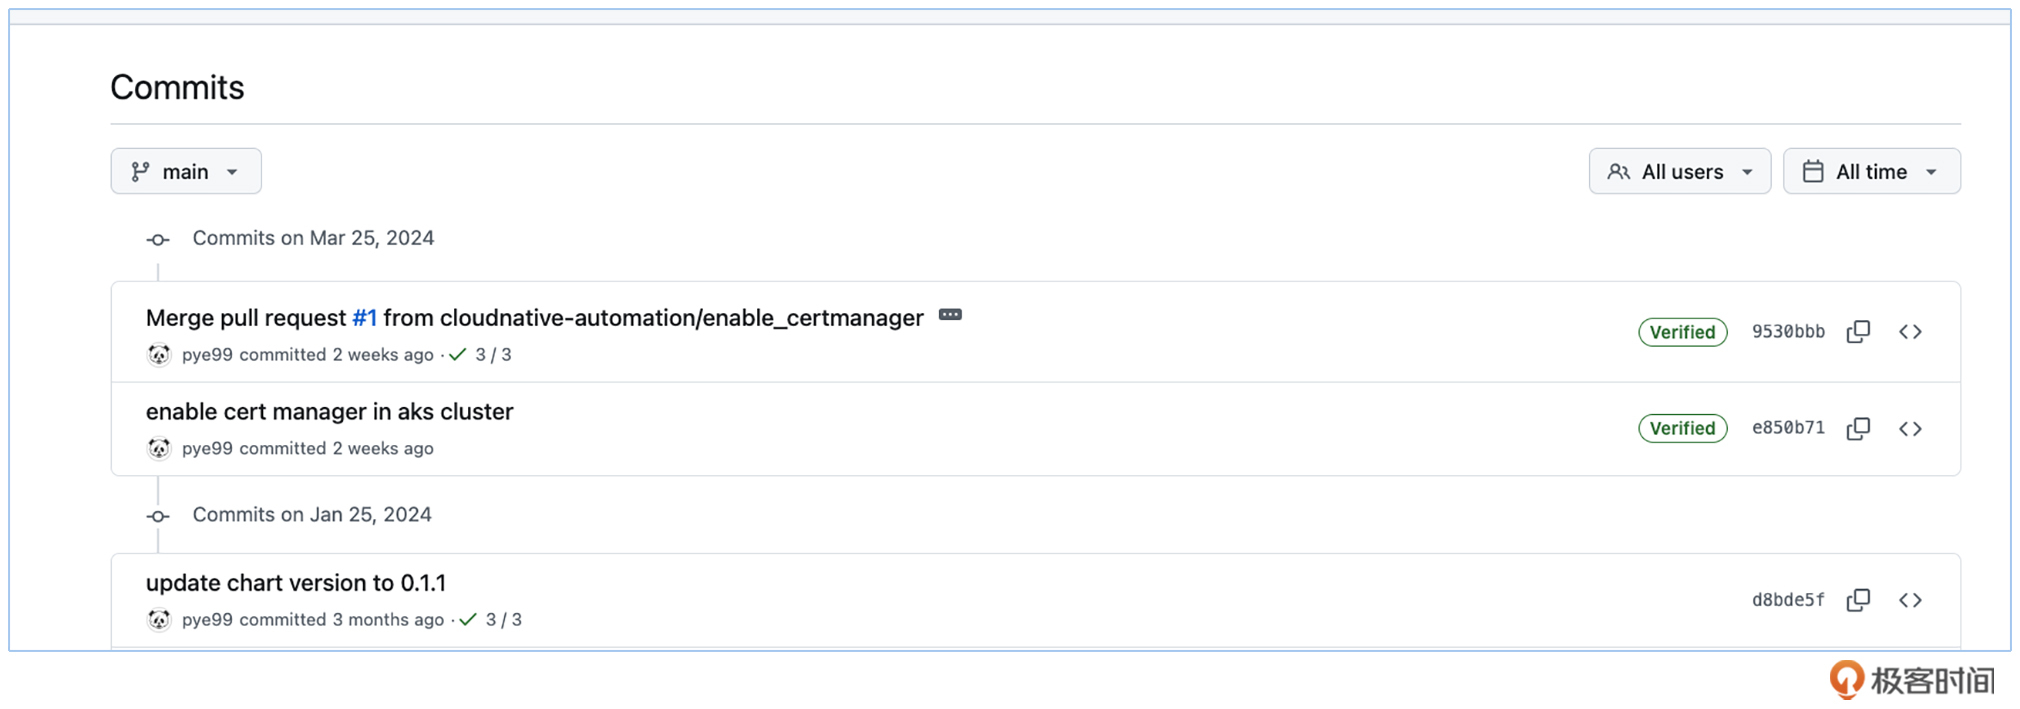 Commits
main
All users
All time
Commits on Mar 25, 2024
Merge pull request #1 from cloudnative-automation/enable_certmanager
Verified
9530bbb
pye99 committed 2 weeks ago · 3 / 3
enable cert manager in aks cluster
Verified
e850b71
pye99 committed 2 weeks ago
Commits on Jan 25, 2024
update chart version to 0.1.1
d8bde5f
pye99 committed 3 months ago · 3 / 3
极客时间